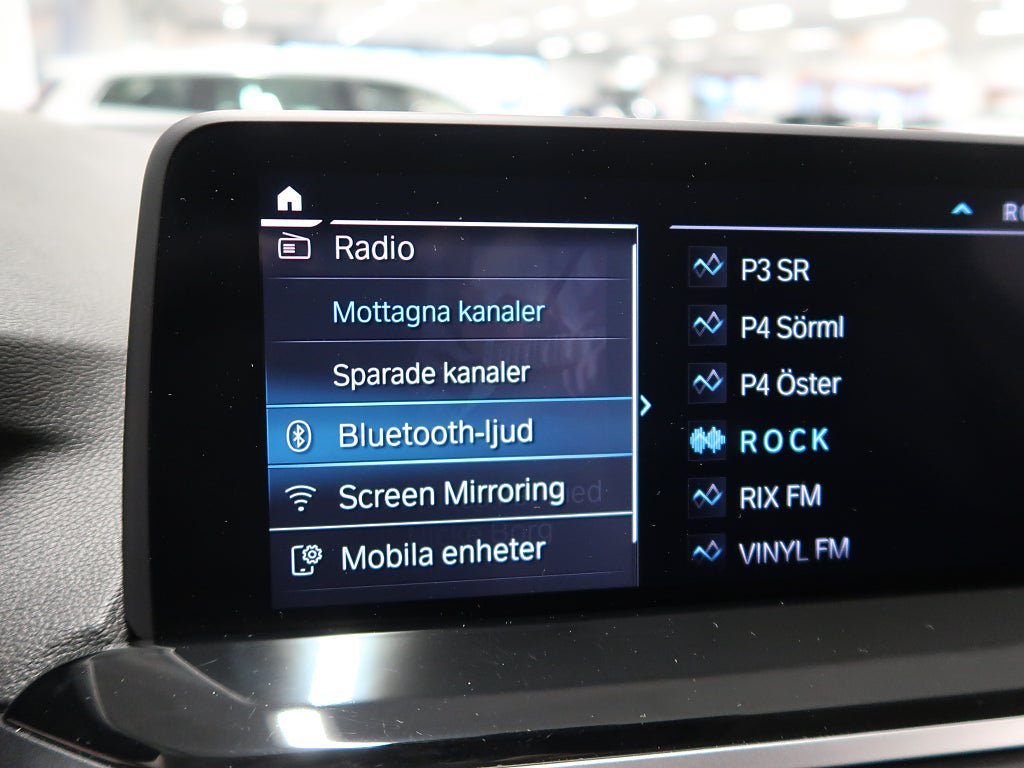 Radio
Mottagna kanaler
Sparade kanaler
Bluetooth-ljud
Screen Mirroring
Mobila enheter
P3 SR
P4 Sörml
P4 Öster
ROCK
RIX FM
VINYL FM